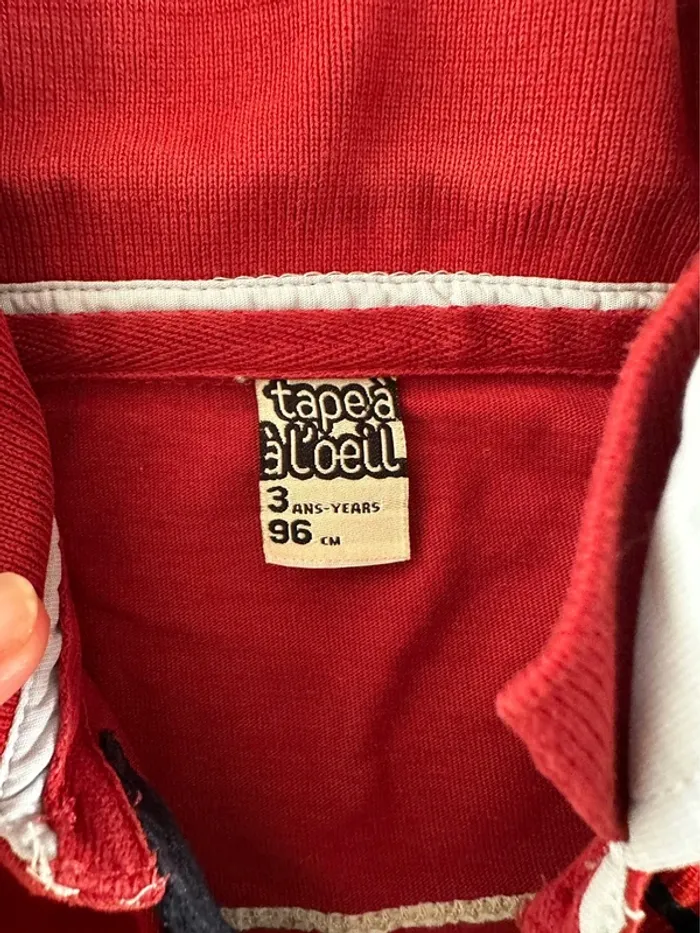 tape à
à l'oeil
3 ANS-YEARS
96 CM